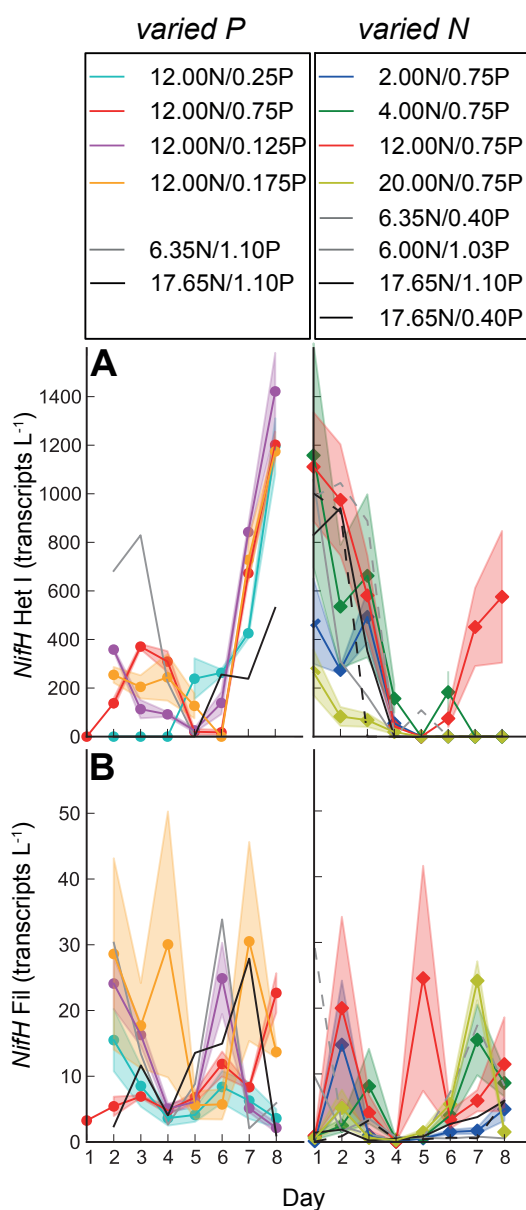 varied P
varied N
12.00N/0.25P
12.00N/0.75P
12.00N/0.125P
12.00N/0.175P
6.35N/1.10P
17.65N/1.10P
2.00N/0.75P
4.00N/0.75P
12.00N/0.75P
20.00N/0.75P
6.35N/0.40P
6.00N/1.03P
17.65N/1.10P
17.65N/0.40P
A
NifH Het I (transcripts L-1)
1400
1200
1000
800
600
400
200
0
B
NifH Fil (transcripts L-1)
50
40
30
20
10
0
1 2 3 4 5 6 7 8
1 2 3 4 5 6 7 8
Day